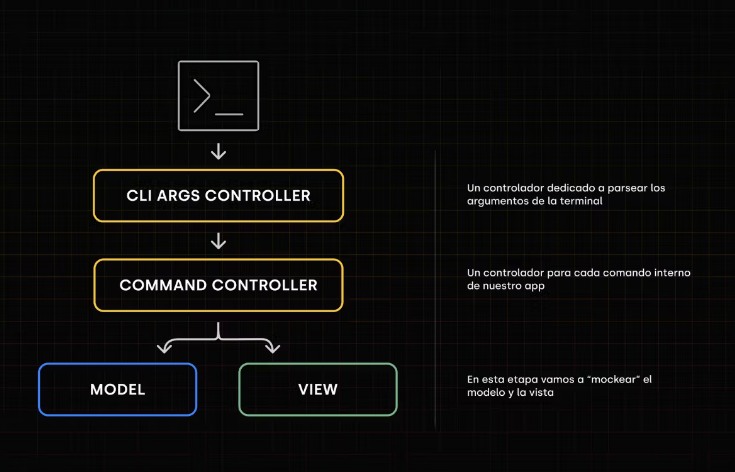 CLI ARGS CONTROLLER
Un controlador dedicado a parsear los
argumentos de la terminal
COMMAND CONTROLLER
Un controlador para cada comando interno
de nuestro app
MODEL
VIEW
En esta etapa vamos a "mockear" el
modelo y la vista